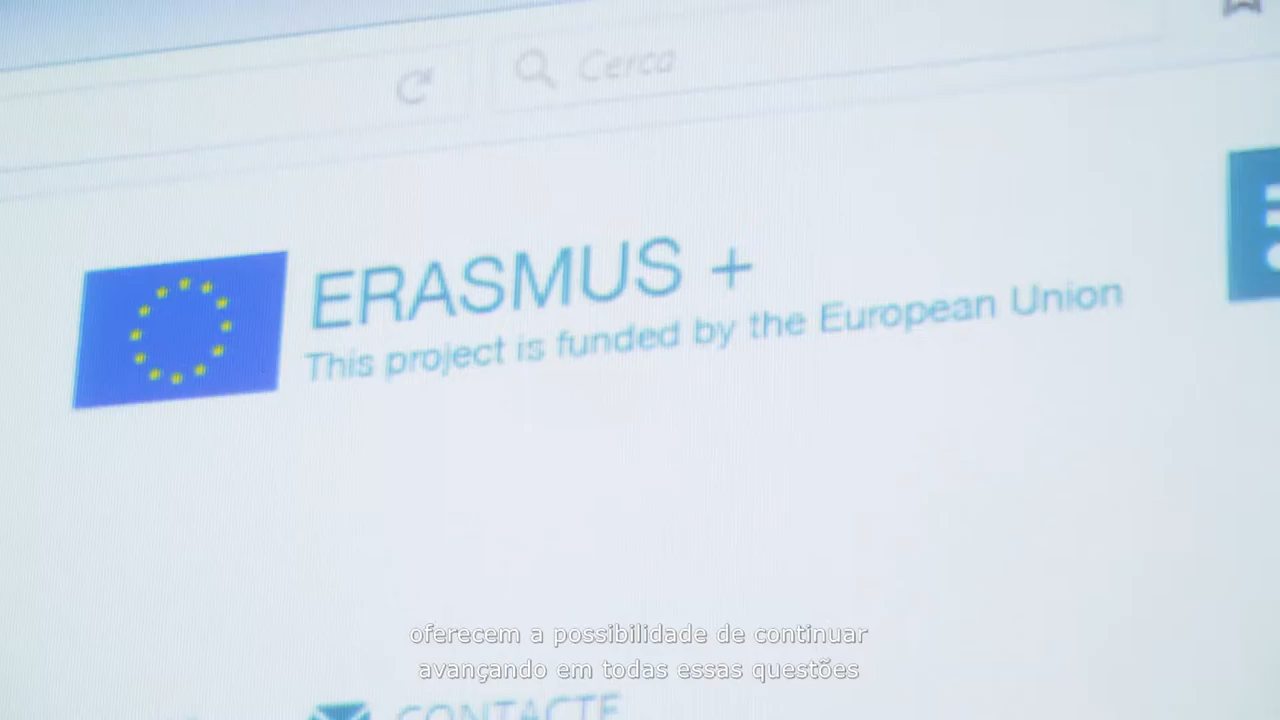 Cerca
ERASMUS +
This project is funded by the European Union
oferecem a possibilidade de continuar
avançando em todas essas questões
CONTACTE